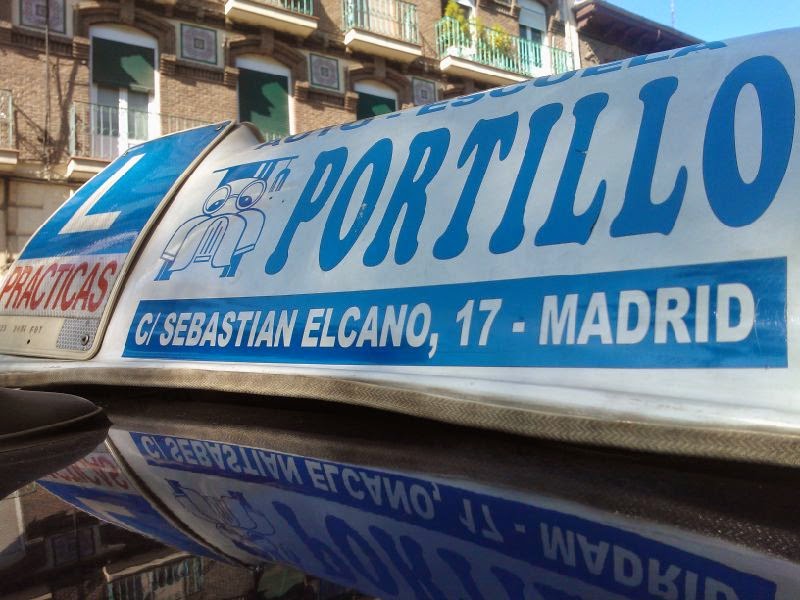 L
PRACTICAS
AUTO-ESCUELA
PORTILLO
C/ SEBASTIAN ELCANO, 17 - MADRID